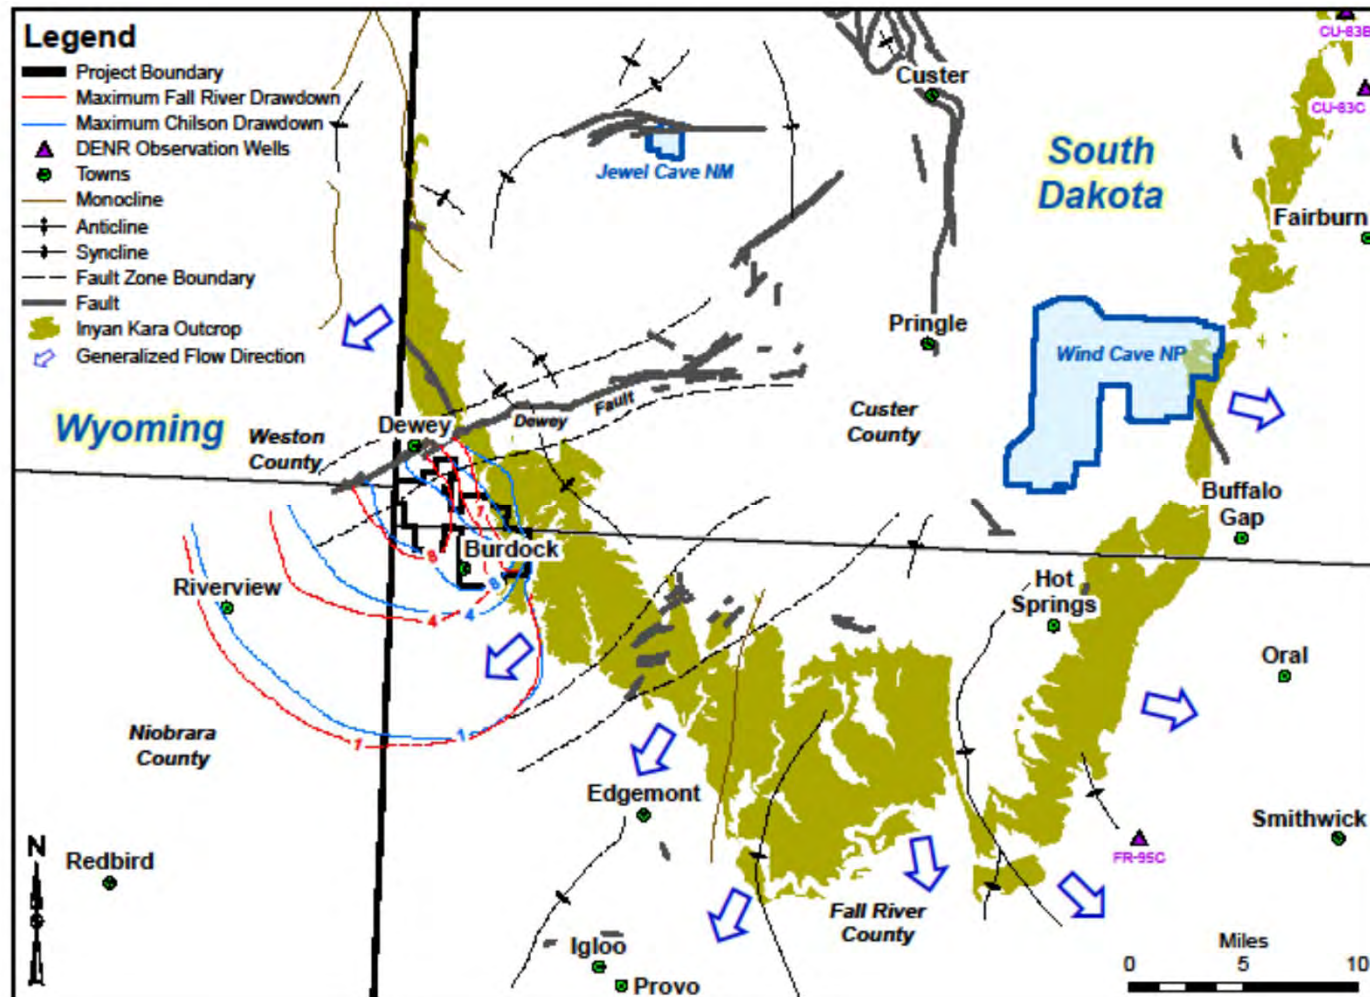 Legend
Project Boundary
Maximum Fall River Drawdown
Maximum Chilson Drawdown
DENR Observation Wells
Towns
Monocline
Anticline
Syncline
Fault Zone Boundary
Fault
Inyan Kara Outcrop
Generalized Flow Direction
CU-83B
Custer
CU-83C
South
Dakota
Jewel Cave NM
Fairburn
Pringle
Wind Cave NP
Wyoming
Weston
County
Dewey
Dewey
Fault
Custer
County
Buffalo
Gap
1
8
Burdock
8
4
4
Riverview
Hot
Springs
Oral
Niobrara
County
1
1
Edgemont
Smithwick
FR-95C
N
Redbird
Fall River
County
Igloo
Provo
Miles
0
5
10